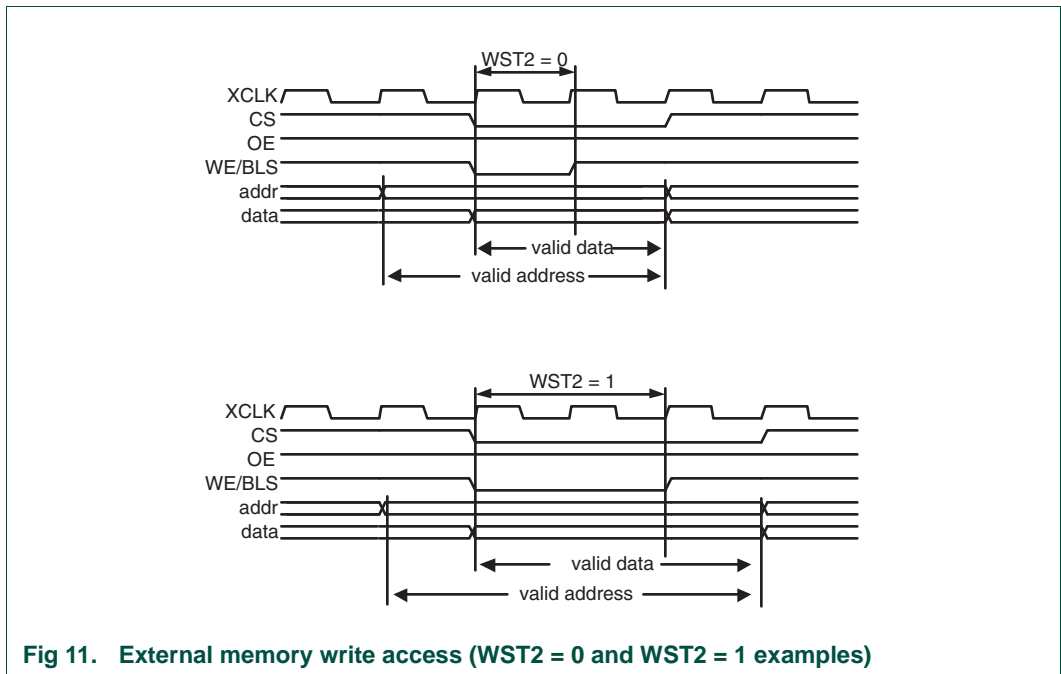 WST2 = 0
XCLK
CS
OE
WE/BLS
addr
data
valid data
valid address
WST2 = 1
XCLK
CS
OE
WE/BLS
addr
data
valid data
valid address
Fig 11. External memory write access (WST2 = 0 and WST2 = 1 examples)